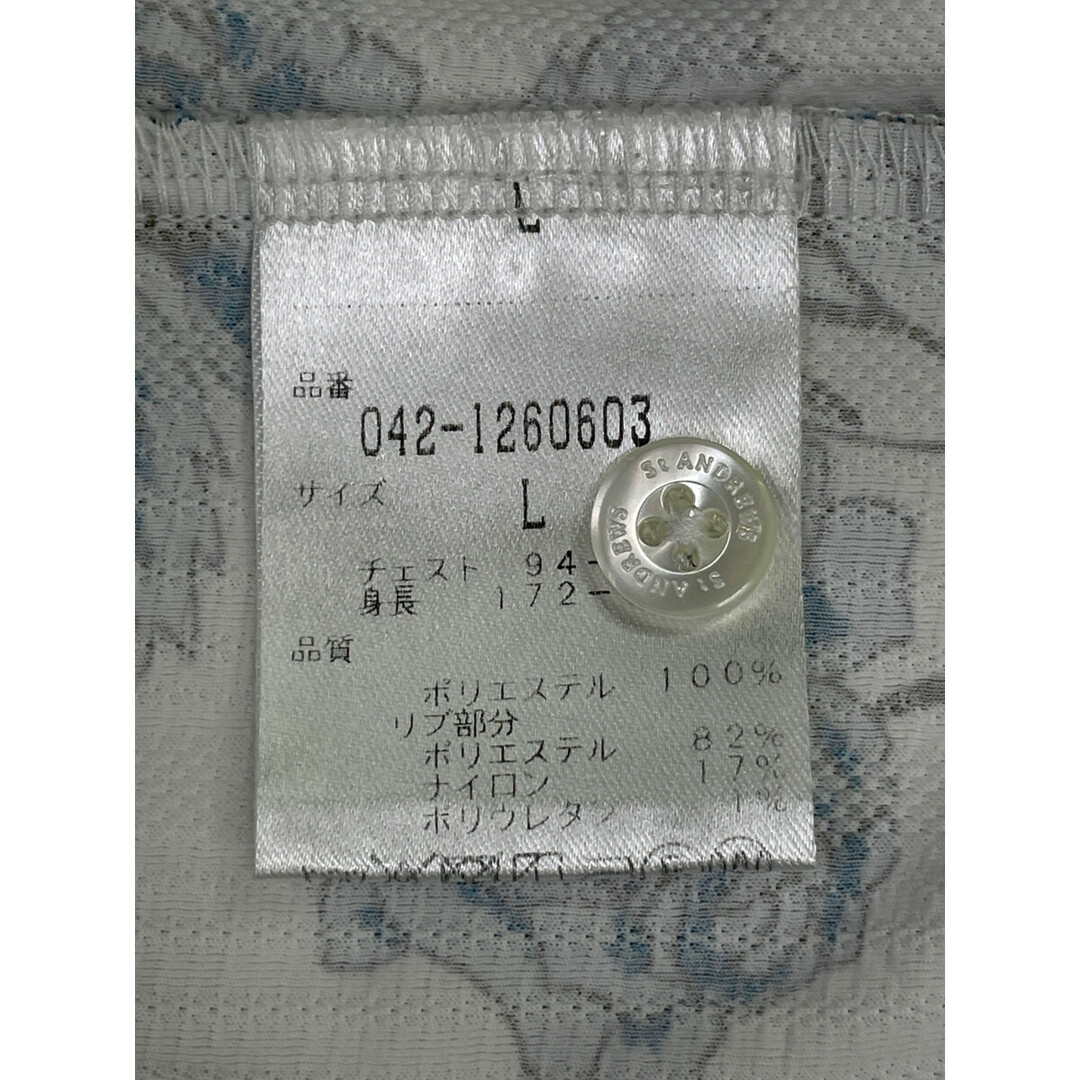 L
品番
042-1260603
サイズ
L
チェスト 94-
身長 172-
品質
ポリエステル 100%
リブ部分
ポリエステル 82%
ナイロン 17%
ポリウレタン 1%
St ANDREWS St ANDREWS